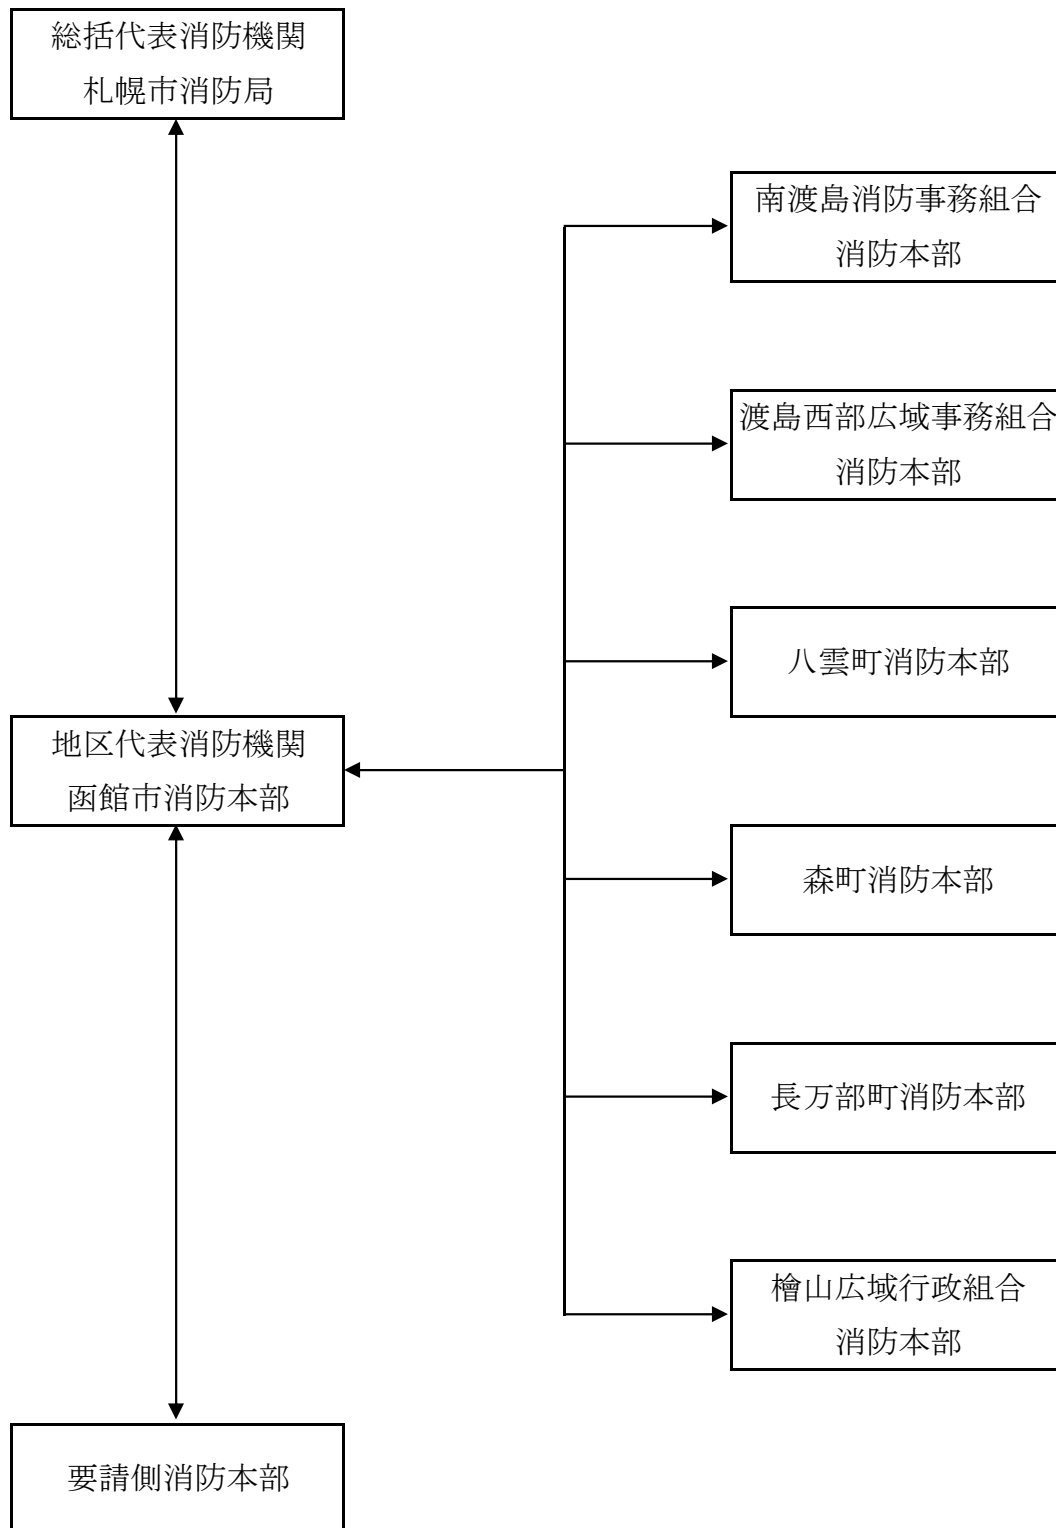 総括代表消防機関
札幌市消防局
南渡島消防事務組合
消防本部
渡島西部広域事務組合
消防本部
八雲町消防本部
地区代表消防機関
函館市消防本部
森町消防本部
長万部町消防本部
檜山広域行政組合
消防本部
要請側消防本部